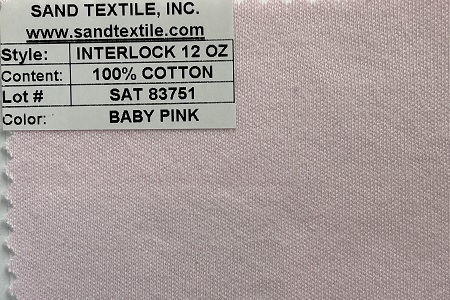 SAND TEXTILE, INC.
www.sandtextile.com
Style: INTERLOCK 12 OZ
Content: 100% COTTON
Lot # SAT 83751
Color: BABY PINK